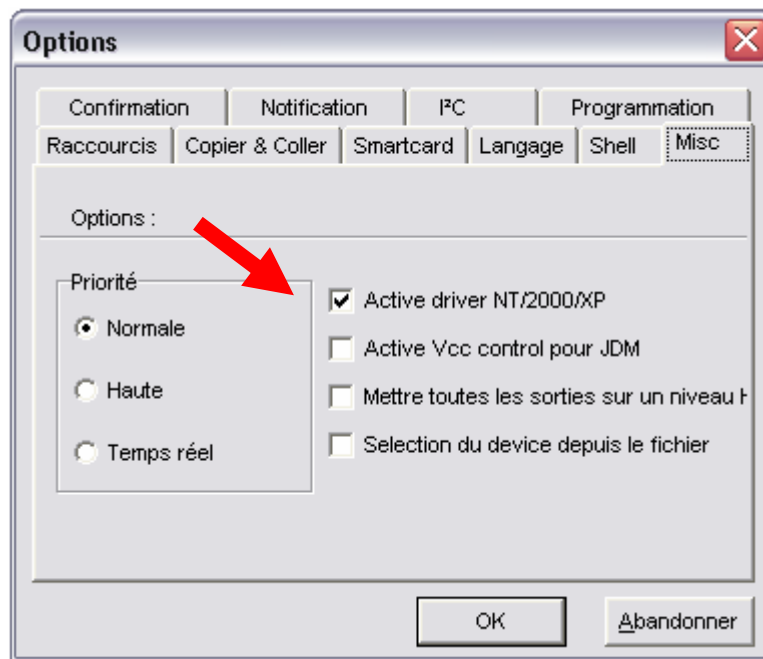 Options
Confirmation Notification I²C Programmation
Raccourcis Copier & Coller Smartcard Langage Shell Misc
Options :
Priorité
Normale
Haute
Temps réel
Active driver NT/2000/XP
Active Vcc control pour JDM
Mettre toutes les sorties sur un niveau
Selection du device depuis le fichier
OK Abandonner